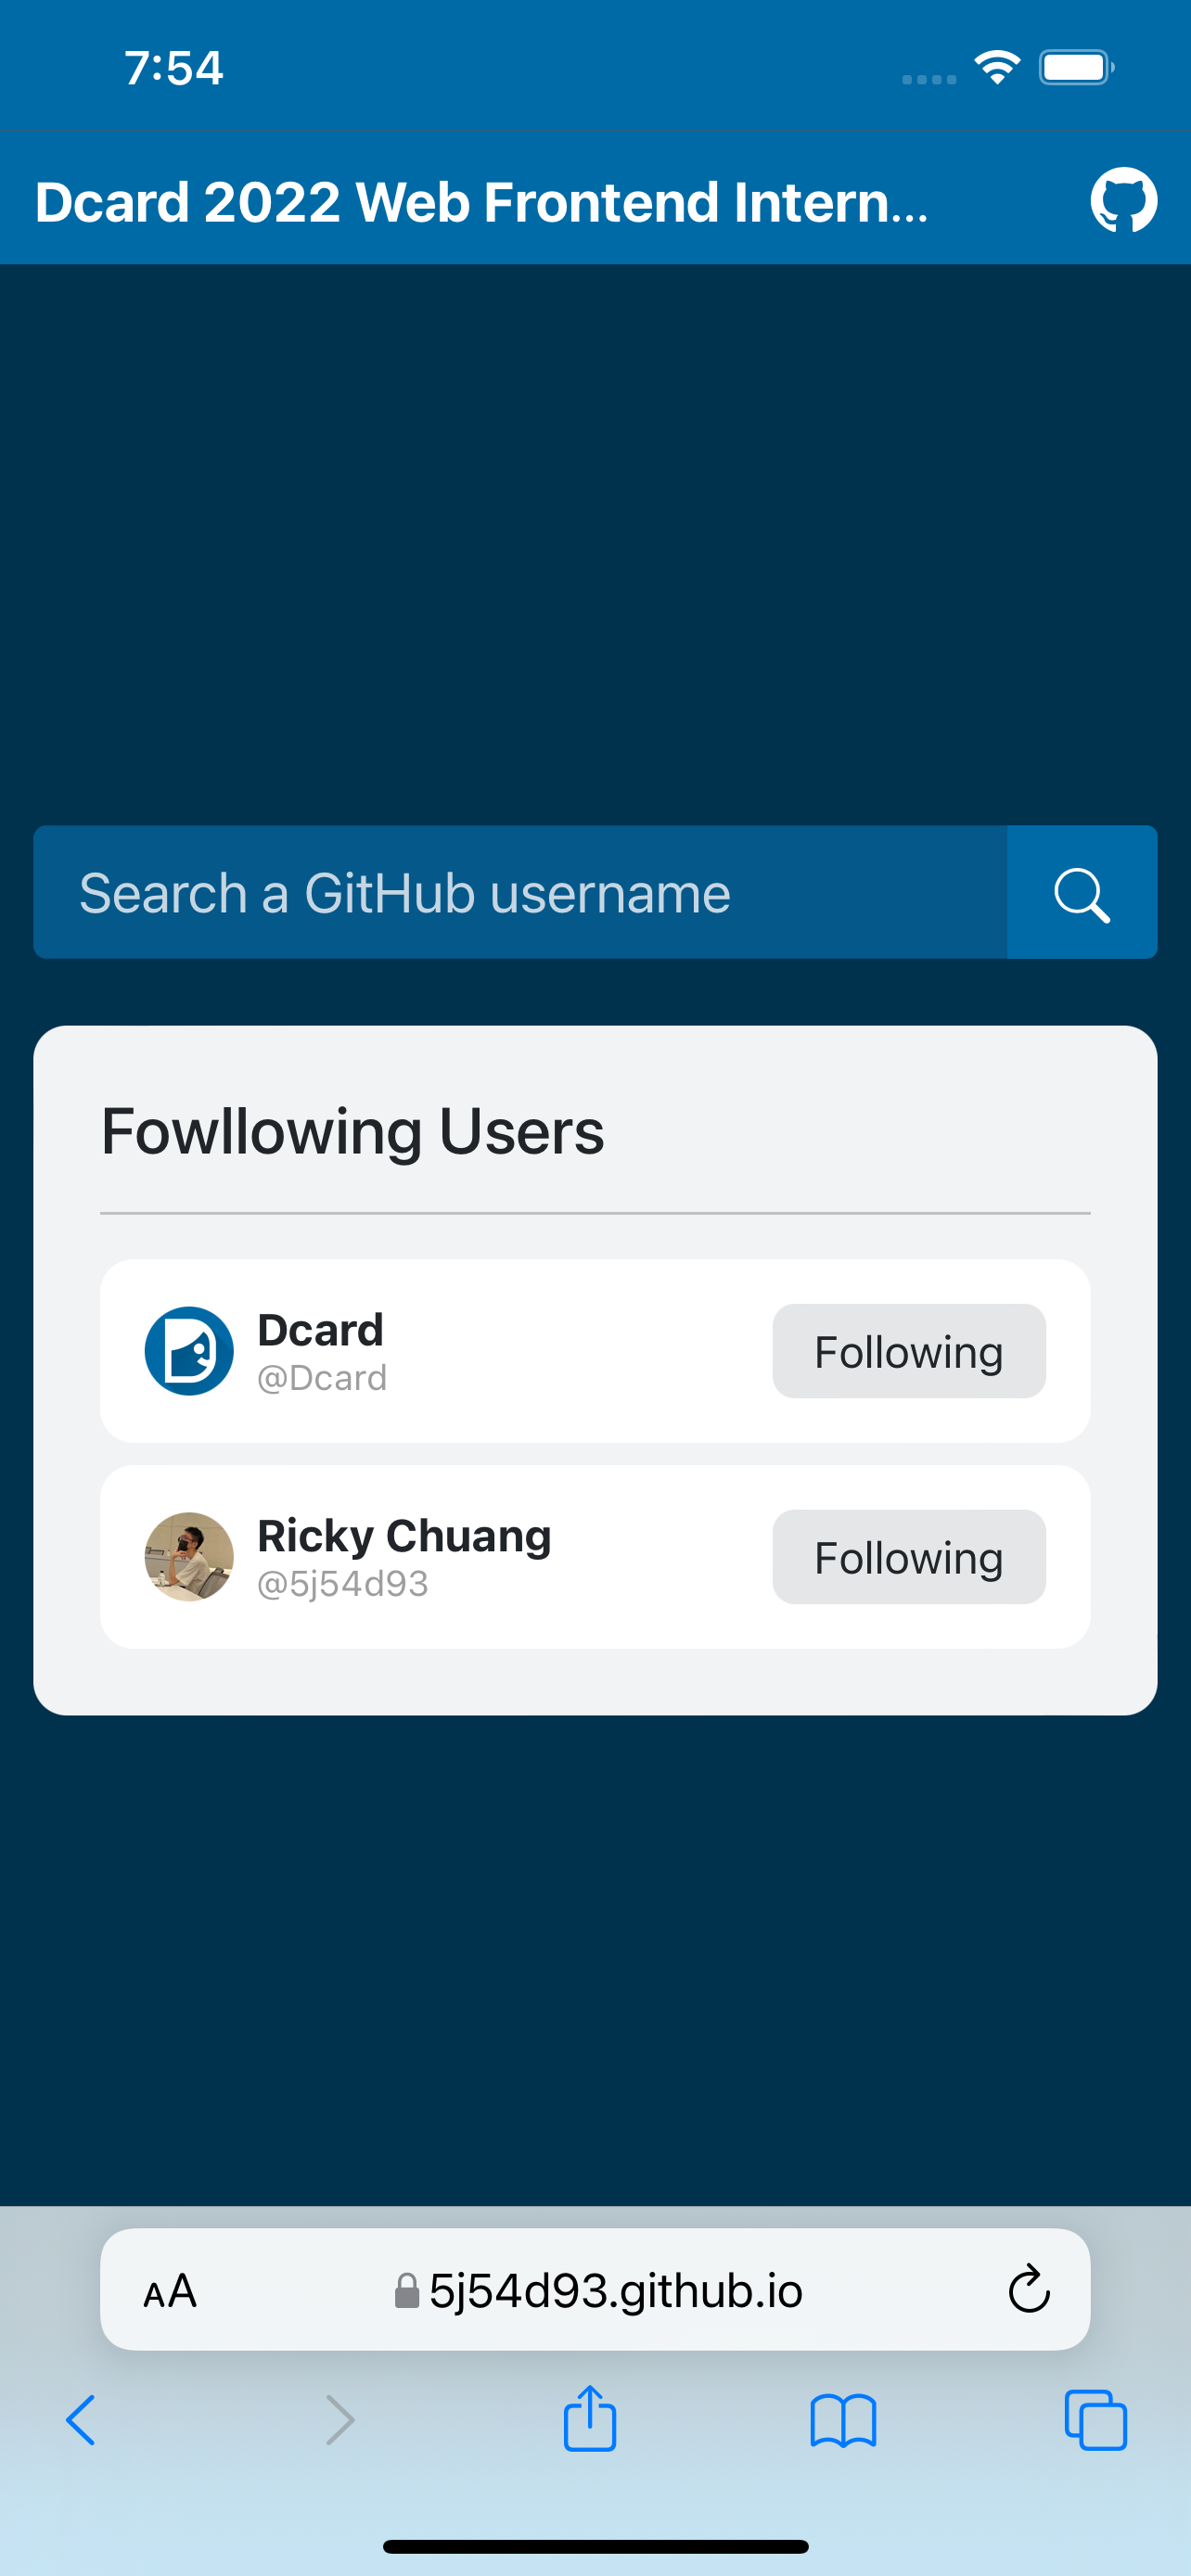 7:54
Dcard 2022 Web Frontend Intern...
Search a GitHub username
Fowllowing Users
Dcard
@Dcard
Following
Ricky Chuang
@5j54d93
Following
AA
5j54d93.github.io